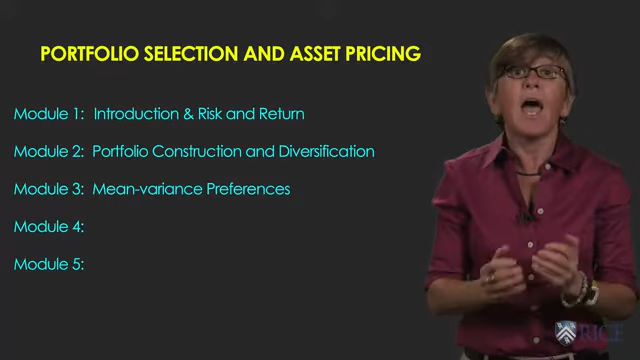 PORTFOLIO SELECTION AND ASSET PRICING
Module 1: Introduction & Risk and Return
Module 2: Portfolio Construction and Diversification
Module 3: Mean-variance Preferences
Module 4:
Module 5:
RICE